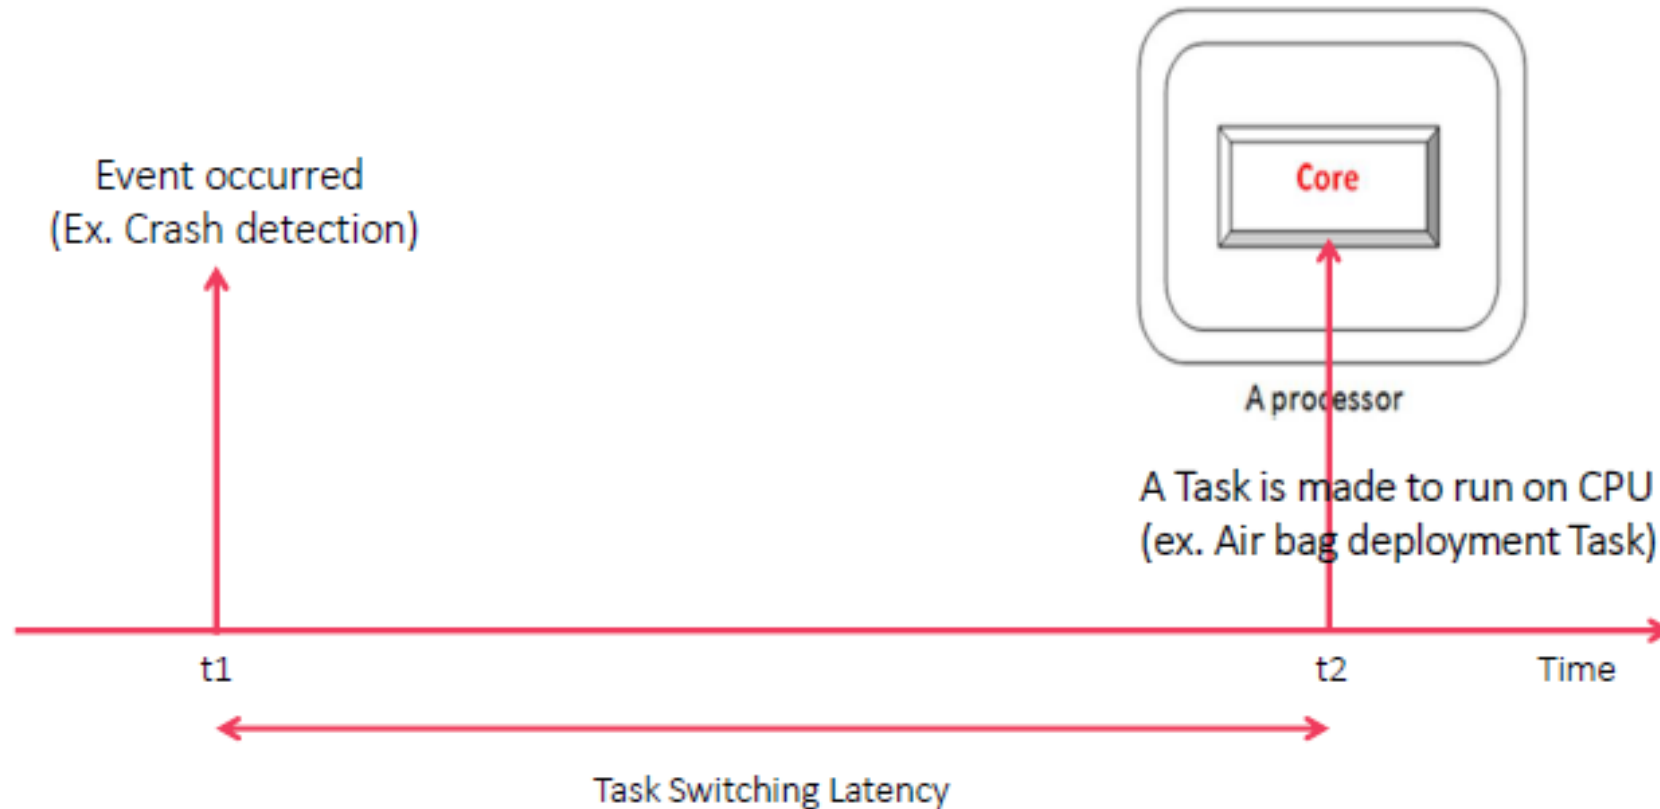 Event occurred
(Ex. Crash detection)
Core
A processor
A Task is made to run on CPU
(ex. Air bag deployment Task)
t1
t2
Time
Task Switching Latency